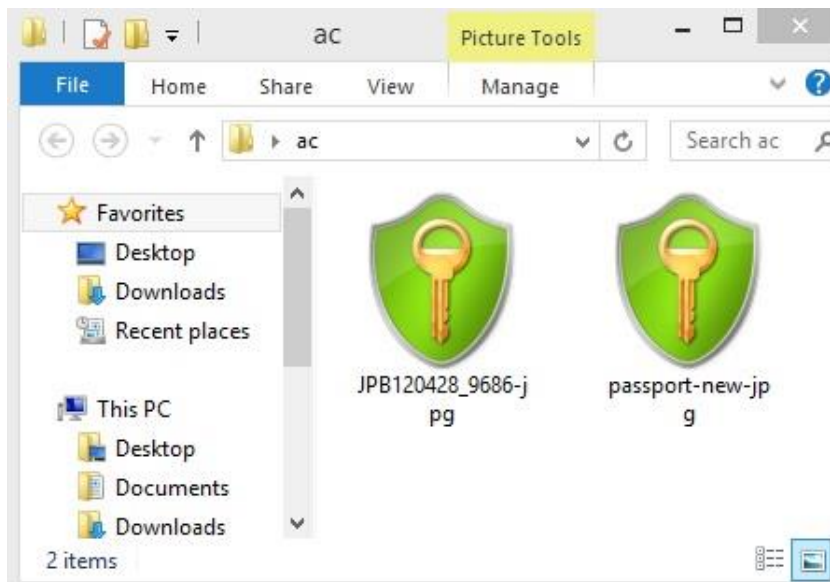 ac
Picture Tools
File Home Share View Manage
ac Search ac
Favorites
Desktop
Downloads
Recent places
This PC
Desktop
Documents
Downloads
JPB120428_9686-j
pg
passport-new-jp
g
2 items